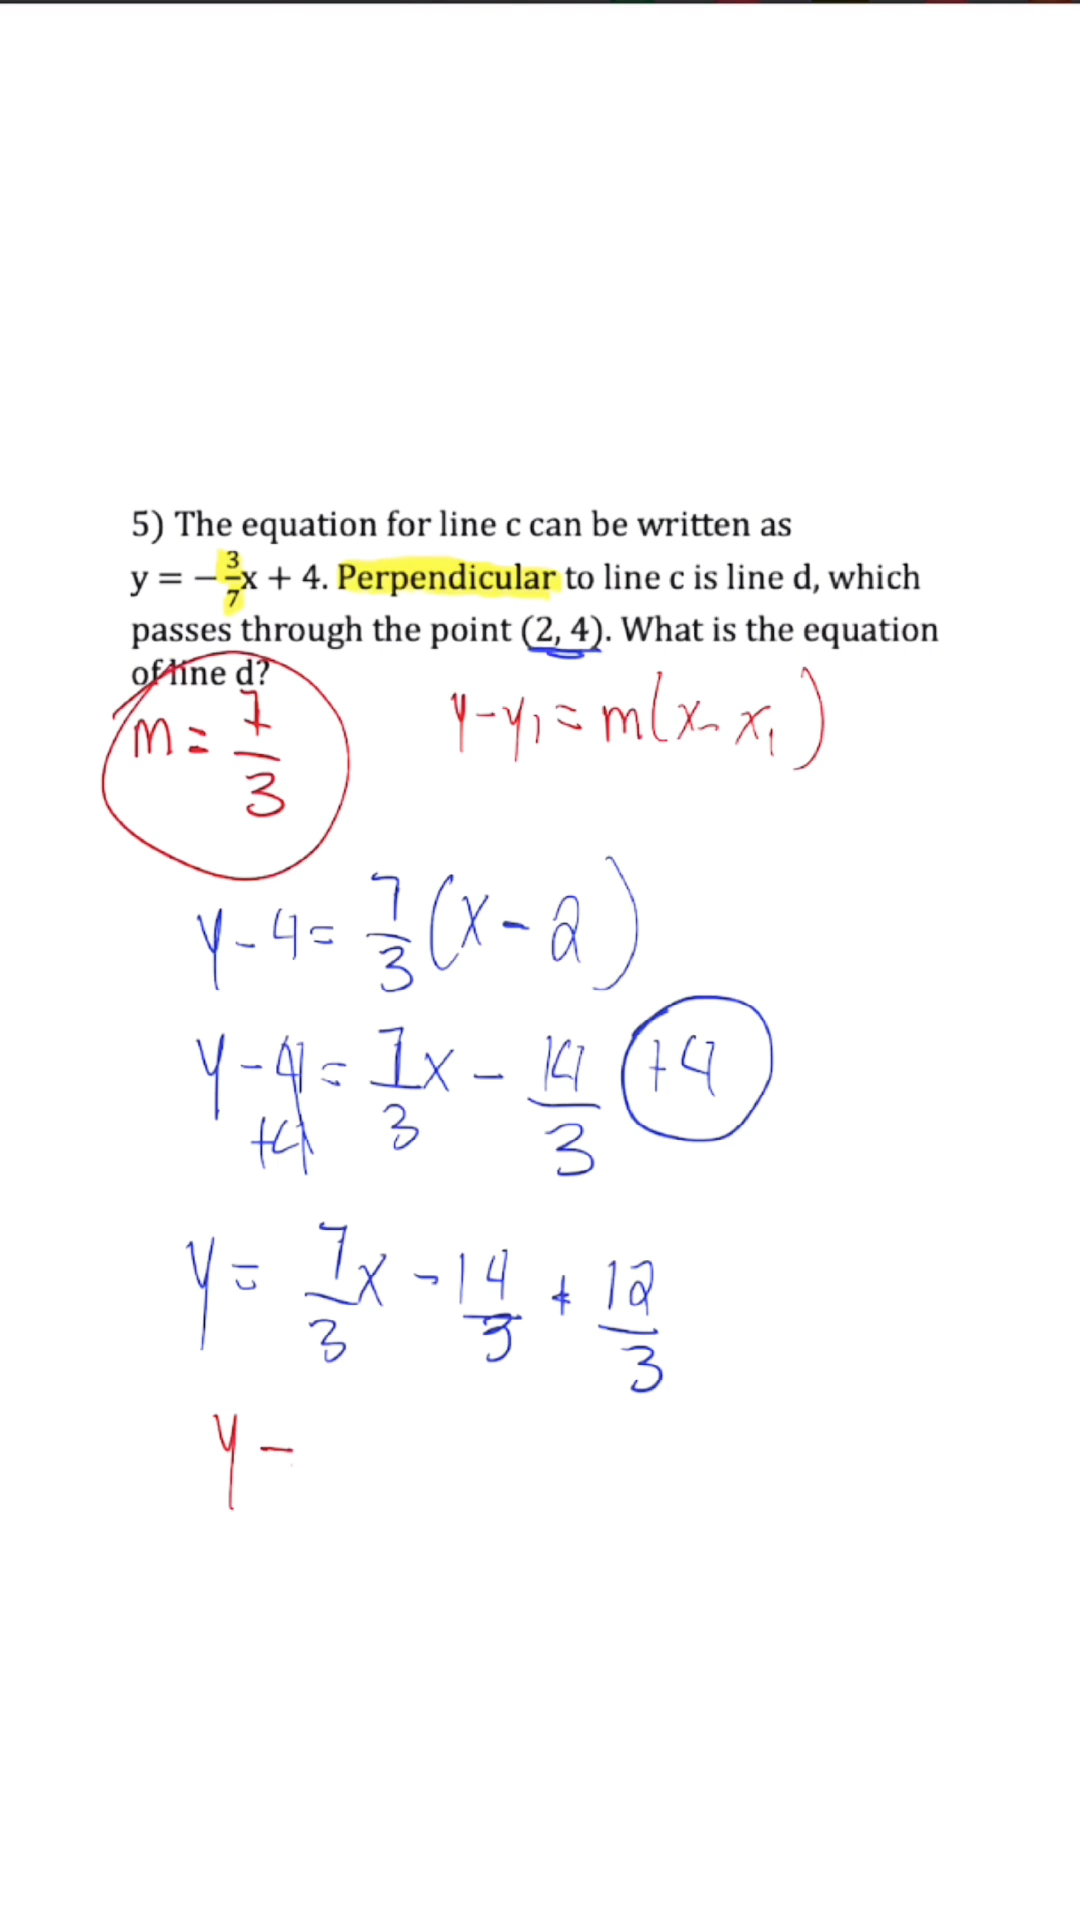 5) The equation for line c can be written as
y = −3/7x + 4. Perpendicular to line c is line d, which
passes through the point (2, 4). What is the equation
of line d?
m = 7/3
y-y₁ = m(x-x₁)
y-4 = 7/3(x-2)
y-4 = 7/3x - 14/3 +4
+4
y = 7/3x - 14/3 + 12/3
y -